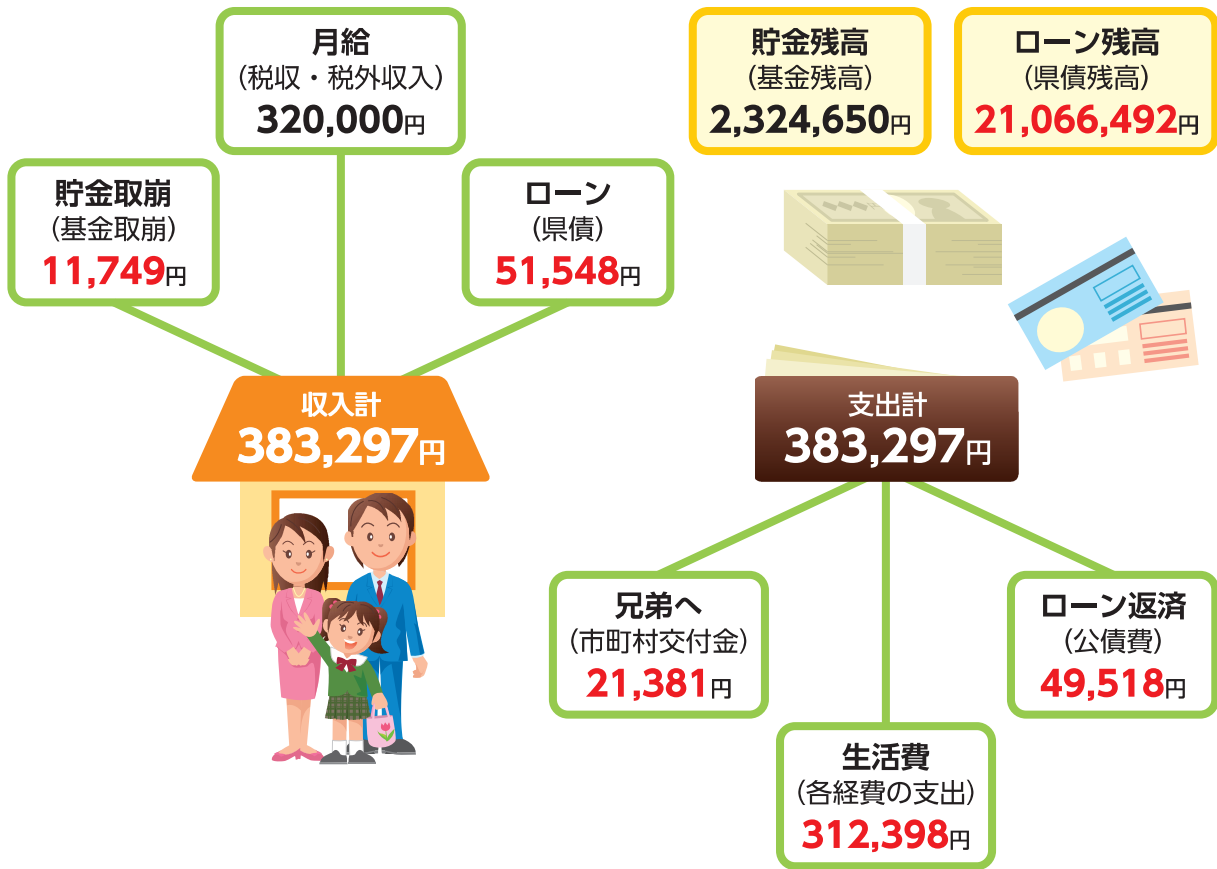 月給
(税収・税外収入)
320,000円
貯金取崩
(基金取崩)
11,749円
ローン
(県債)
51,548円
収入計
383,297円
貯金残高
(基金残高)
2,324,650円
ローン残高
(県債残高)
21,066,492円
支出計
383,297円
兄弟へ
(市町村交付金)
21,381円
生活費
(各経費の支出)
312,398円
ローン返済
(公債費)
49,518円